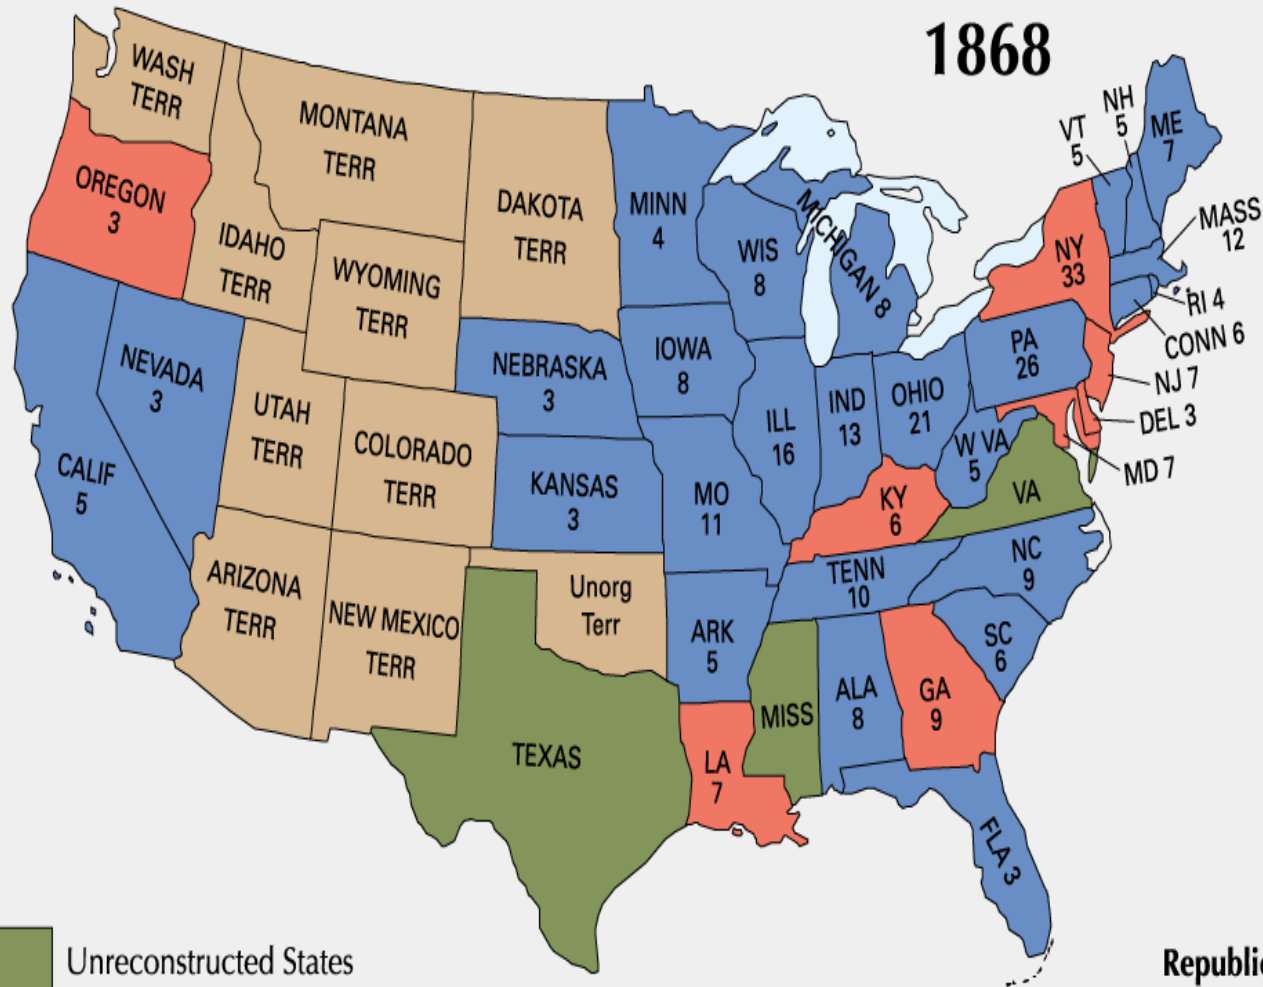 1868
WASH
TERR
MONTANA
TERR
OREGON
3
IDAHO
TERR
WYOMING
TERR
DAKOTA
TERR
MINN
4
WIS
8
MICHIGAN 8
VT
5
NH
5
ME
7
MASS
12
NY
33
RI 4
CONN 6
NJ 7
DEL 3
MD 7
PA
26
NEVADA
3
CALIF
5
UTAH
TERR
COLORADO
TERR
NEBRASKA
3
KANSAS
3
IOWA
8
MO
11
ILL
16
IND
13
OHIO
21
W VA
5
VA
KY
6
TENN
10
NC
9
SC
6
ARIZONA
TERR
NEW MEXICO
TERR
Unorg
Terr
ARK
5
TEXAS
LA
7
MISS
ALA
8
GA
9
FLA 3
Unreconstructed States
Republic